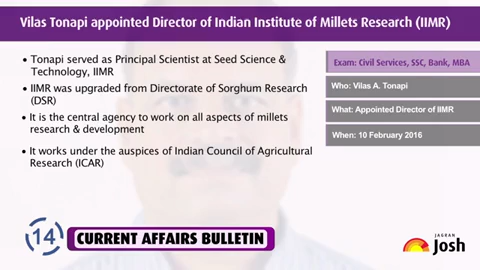 Vilas Tonapi appointed Director of Indian Institute of Millets Research (IIMR)
• Tonapi served as Principal Scientist at Seed Science &
Technology, IIMR
• IIMR was upgraded from Directorate of Sorghum Research
(DSR)
• It is the central agency to work on all aspects of millets
research & development
• It works under the auspices of Indian Council of Agricultural
Research (ICAR)
Exam: Civil Services, SSC, Bank, MBA
Who: Vilas A. Tonapi
What: Appointed Director of IIMR
When: 10 February 2016
14
CURRENT AFFAIRS BULLETIN
JAGRAN
Josh